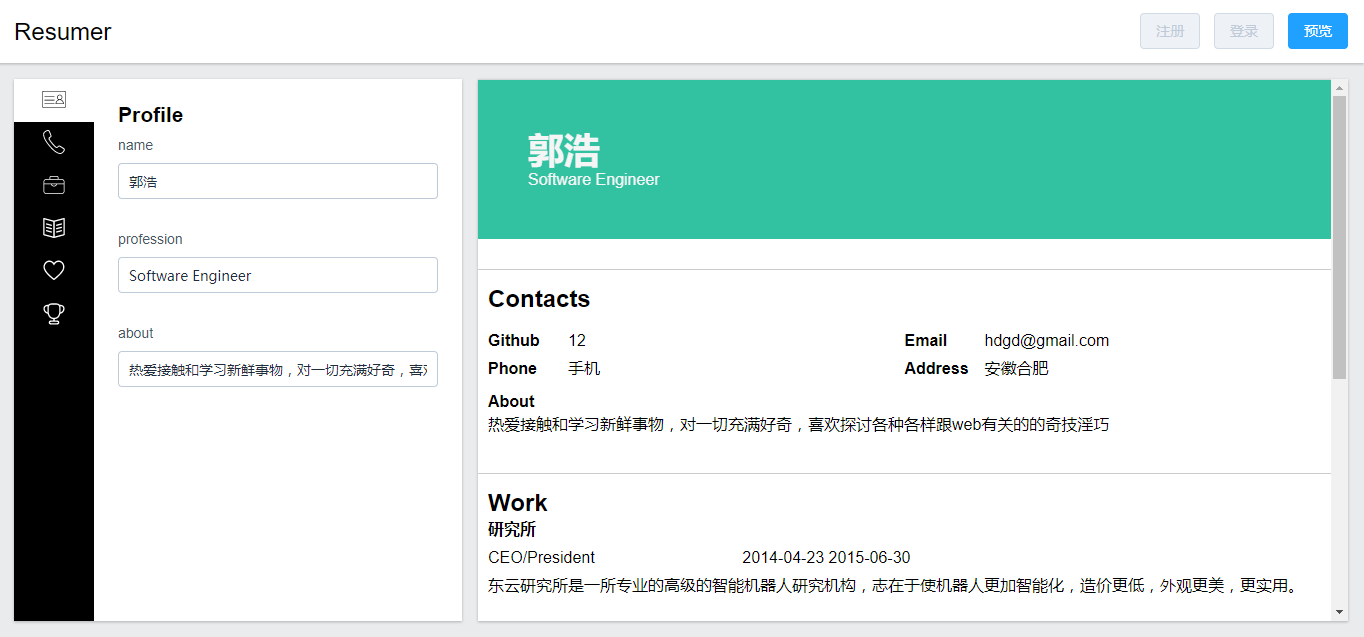 Resumer
注册
登录
预览
Profile
name
郭浩
profession
Software Engineer
about
热爱接触和学习新鲜事物，对一切充满好奇，喜
郭浩
Software Engineer
Contacts
Github 12
Email hdgd@gmail.com
Phone 手机
Address 安徽合肥
About
热爱接触和学习新鲜事物，对一切充满好奇，喜欢探讨各种各样跟web有关的的奇技淫巧
Work
研究所
CEO/President 2014-04-23 2015-06-30
东云研究所是一所专业的高级的智能机器人研究机构，志在于使机器人更加智能化，造价更低，外观更美，更实用。